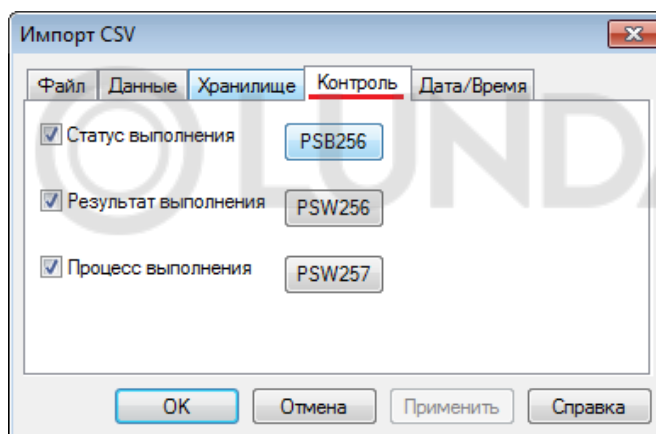 Импорт CSV
Файл Данные Хранилище Контроль Дата/Время
Статус выполнения PSB256
Результат выполнения PSW256
Процесс выполнения PSW257
OK Отмена Применить Справка